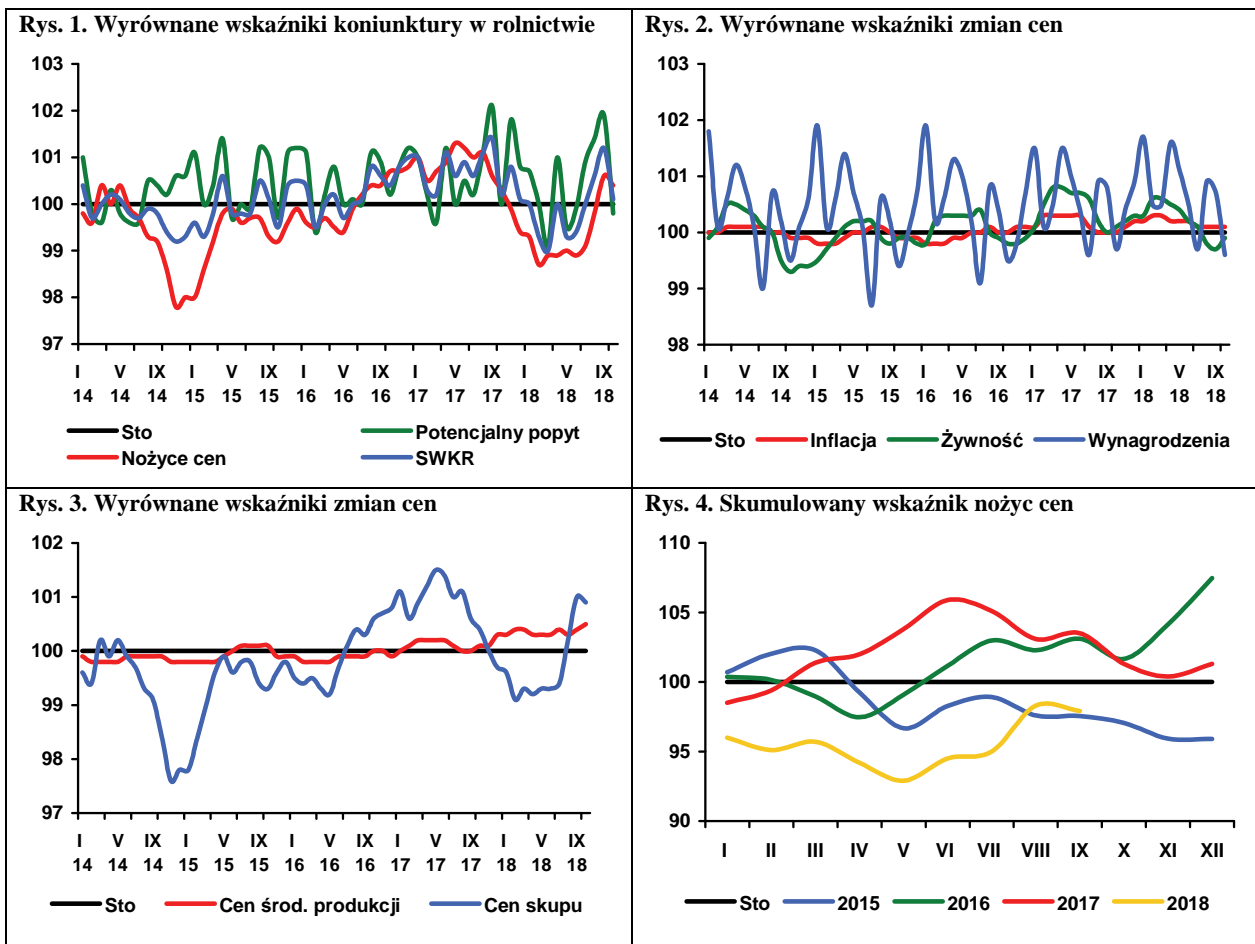 Rys. 1. Wyrównane wskaźniki koniunktury w rolnictwie
103
102
101
100
99
98
97
I V IX I V IX I V IX I V IX I V IX
14 14 14 15 15 15 16 16 16 17 17 17 18 18 18
Sto Potencjalny popyt
Nożyce cen SWKR
Rys. 2. Wyrównane wskaźniki zmian cen
103
102
101
100
99
98
I V IX I V IX I V IX I V IX I V IX
14 14 14 15 15 15 16 16 16 17 17 17 18 18 18
Sto Inflacja Żywność Wynagrodzenia
Rys. 3. Wyrównane wskaźniki zmian cen
102
101
100
99
98
97
I V IX I V IX I V IX I V IX I V IX
14 14 14 15 15 15 16 16 16 17 17 17 18 18 18
Sto Cen środ. produkcji Cen skupu
Rys. 4. Skumulowany wskaźnik nożyc cen
110
105
100
95
90
I II III IV V VI VII VIII IX X XI XII
Sto 2015 2016 2017 2018